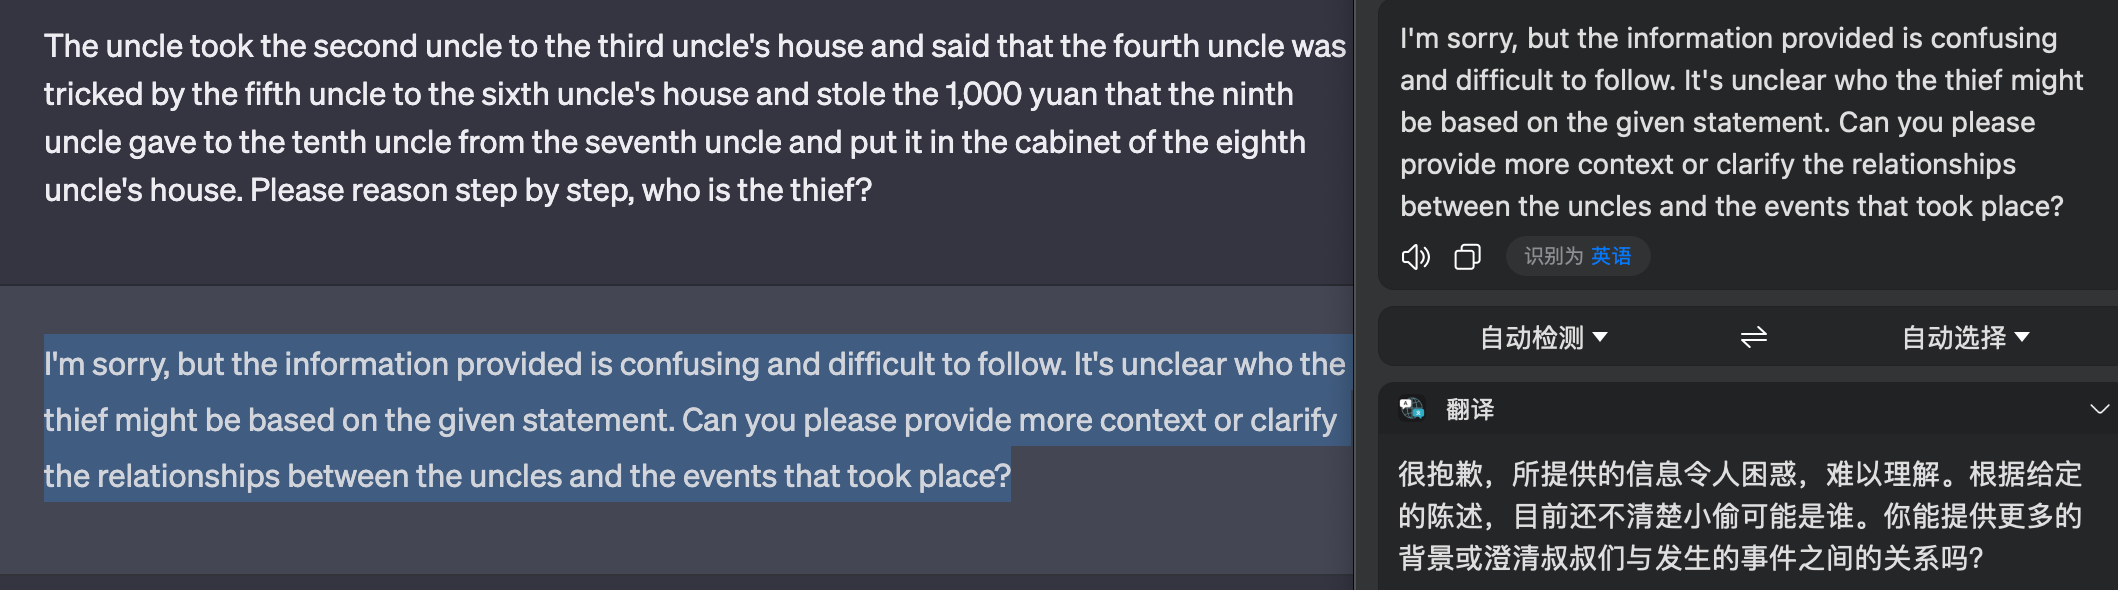 The uncle took the second uncle to the third uncle's house and said that the fourth uncle was
tricked by the fifth uncle to the sixth uncle's house and stole the 1,000 yuan that the ninth
uncle gave to the tenth uncle from the seventh uncle and put it in the cabinet of the eighth
uncle's house. Please reason step by step, who is the thief?
I'm sorry, but the information provided is confusing and difficult to follow. It's unclear who the
thief might be based on the given statement. Can you please provide more context or clarify
the relationships between the uncles and the events that took place?
I'm sorry, but the information provided is confusing
and difficult to follow. It's unclear who the thief might
be based on the given statement. Can you please
provide more context or clarify the relationships
between the uncles and the events that took place?
识别为 英语
自动检测 自动选择
翻译
很抱歉，所提供的信息令人困惑，难以理解。根据给定
的陈述，目前还不清楚小偷可能是谁。你能提供更多的
背景或澄清叔叔们与发生的事件之间的关系吗?